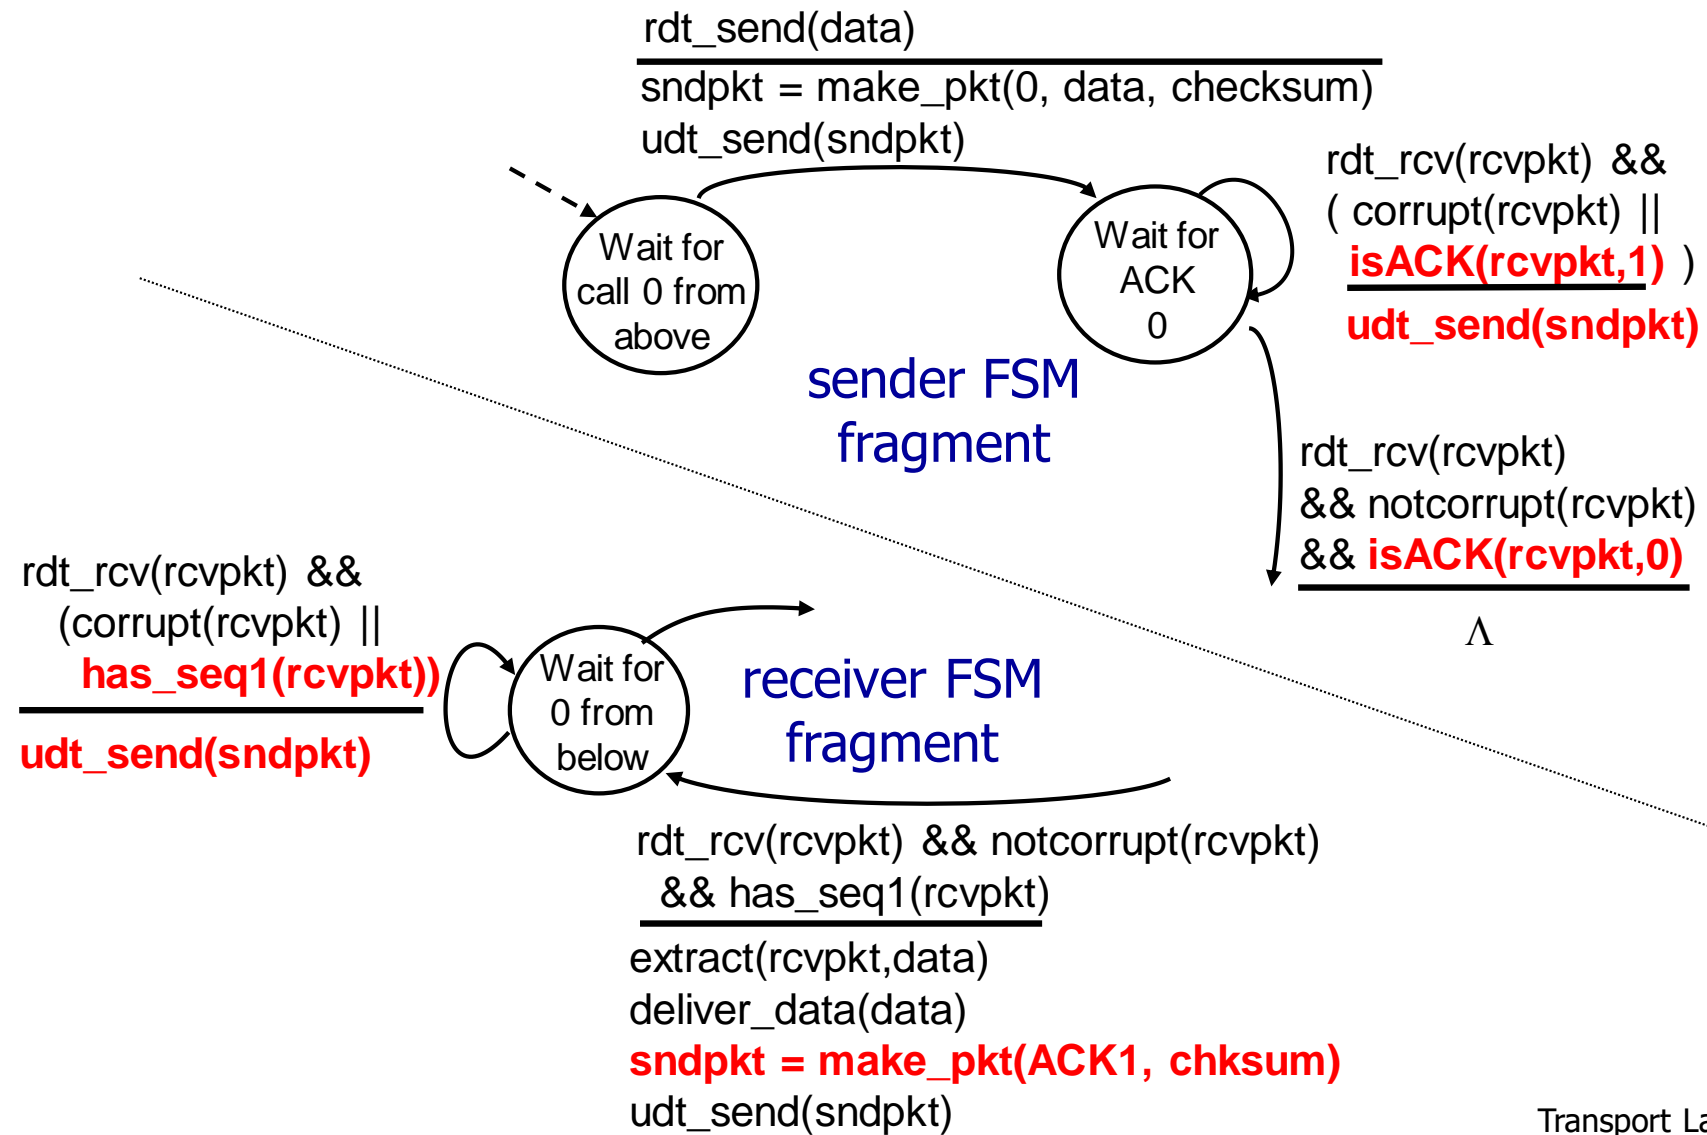 rdt_send(data)
sndpkt = make_pkt(0, data, checksum)
udt_send(sndpkt)
Wait for
call 0 from
above
Wait for
ACK
0
rdt_rcv(rcvpkt) &&
( corrupt(rcvpkt) ||
isACK(rcvpkt,1) )
udt_send(sndpkt)
sender FSM
fragment
rdt_rcv(rcvpkt)
&& notcorrupt(rcvpkt)
&& isACK(rcvpkt,0)
Λ
rdt_rcv(rcvpkt) &&
(corrupt(rcvpkt) ||
has_seq1(rcvpkt))
udt_send(sndpkt)
Wait for
0 from
below
receiver FSM
fragment
rdt_rcv(rcvpkt) && notcorrupt(rcvpkt)
&& has_seq1(rcvpkt)
extract(rcvpkt,data)
deliver_data(data)
sndpkt = make_pkt(ACK1, chksum)
udt_send(sndpkt)
Transport La